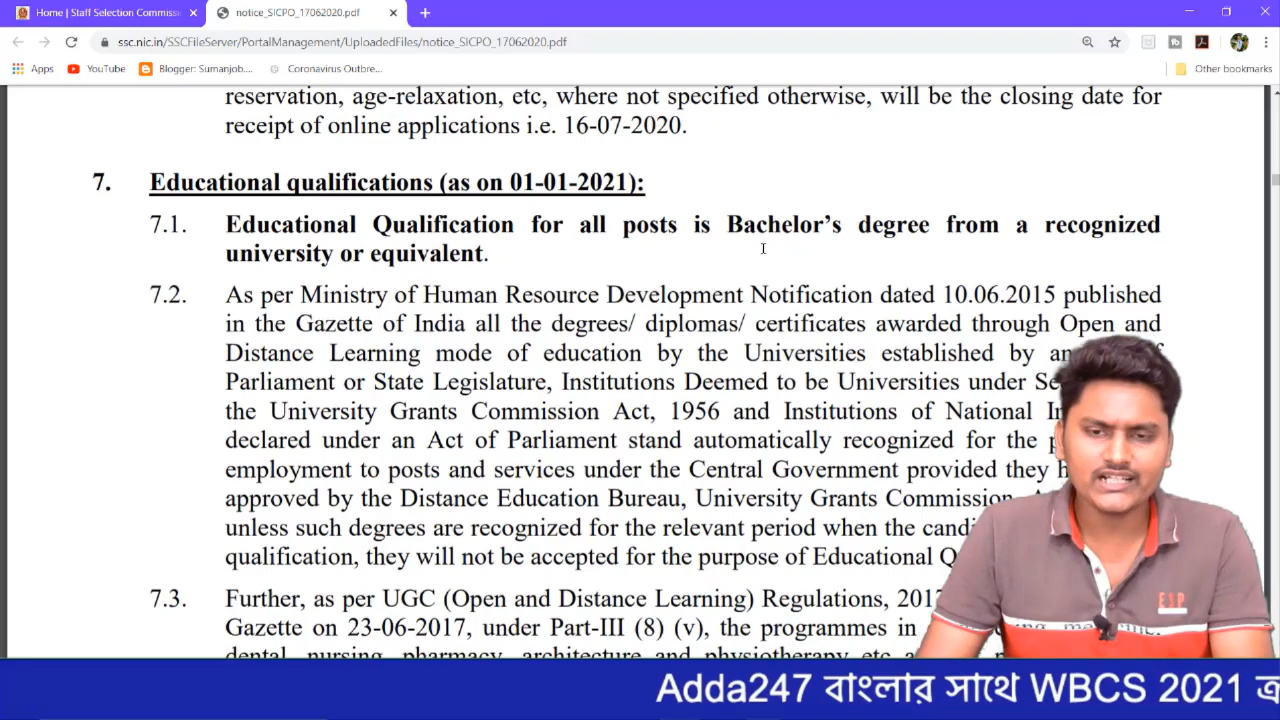 Home | Staff Selection Commissi
notice_SICPO_17062020.pdf
ssc.nic.in/SSCFileServer/PortalManagement/UploadedFiles/notice_SICPO_17062020.pdf
Apps YouTube Blogger: Sumanjob.... Coronavirus Outbre... Other bookmarks
reservation, age-relaxation, etc, where not specified otherwise, will be the closing date for
receipt of online applications i.e. 16-07-2020.
7. Educational qualifications (as on 01-01-2021):
7.1. Educational Qualification for all posts is Bachelor's degree from a recognized
university or equivalent.
7.2. As per Ministry of Human Resource Development Notification dated 10.06.2015 published
in the Gazette of India all the degrees/ diplomas/ certificates awarded through Open and
Distance Learning mode of education by the Universities established by an
Parliament or State Legislature, Institutions Deemed to be Universities under
the University Grants Commission Act, 1956 and Institutions of National
declared under an Act of Parliament stand automatically recognized for the
employment to posts and services under the Central Government provided they
approved by the Distance Education Bureau, University Grants Commission.
unless such degrees are recognized for the relevant period when the
qualification, they will not be accepted for the purpose of Educational
7.3. Further, as per UGC (Open and Distance Learning) Regulations,
Gazette on 23-06-2017, under Part-III (8) (v), the programmes in
dental, nursing, pharmacy, architecture and physiotherapy etc
ESP
Adda247 বাংলার সাথে WBCS 2021